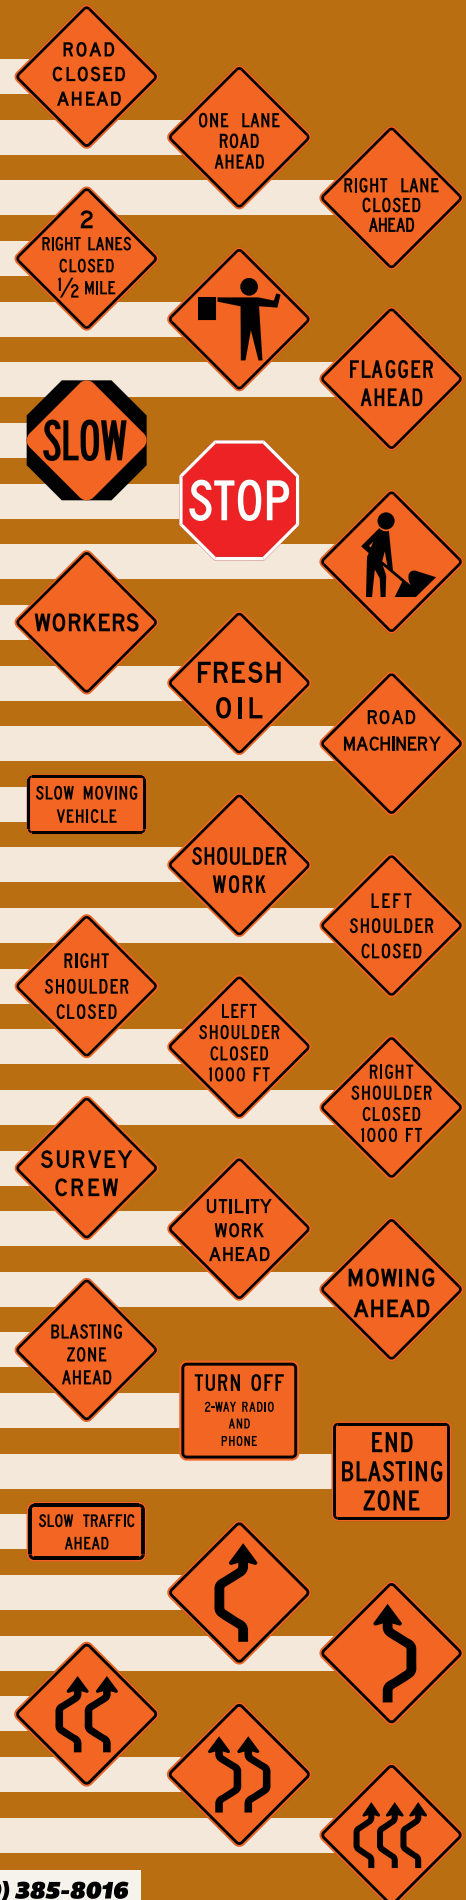 ROAD
CLOSED
AHEAD
ONE LANE
ROAD
AHEAD
RIGHT LANE
CLOSED
AHEAD
2
RIGHT LANES
CLOSED
1/2 MILE
FLAGGER
AHEAD
SLOW
STOP
WORKERS
FRESH
OIL
ROAD
MACHINERY
SLOW MOVING
VEHICLE
SHOULDER
WORK
LEFT
SHOULDER
CLOSED
RIGHT
SHOULDER
CLOSED
LEFT
SHOULDER
CLOSED
1000 FT
RIGHT
SHOULDER
CLOSED
1000 FT
SURVEY
CREW
UTILITY
WORK
AHEAD
MOWING
AHEAD
BLASTING
ZONE
AHEAD
TURN OFF
2-WAY RADIO
AND
PHONE
END
BLASTING
ZONE
SLOW TRAFFIC
AHEAD
) 385-8016